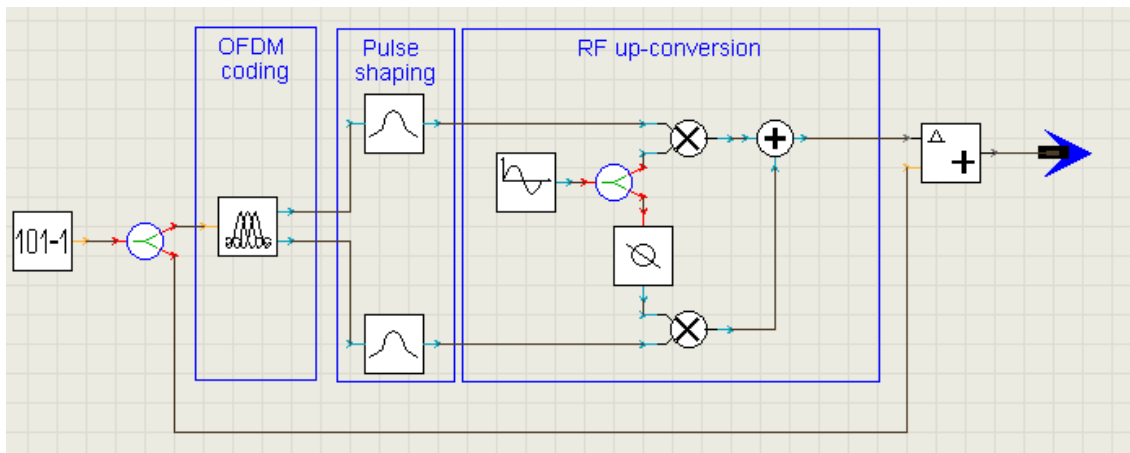 OFDM
coding
Pulse
shaping
RF up-conversion
101-1